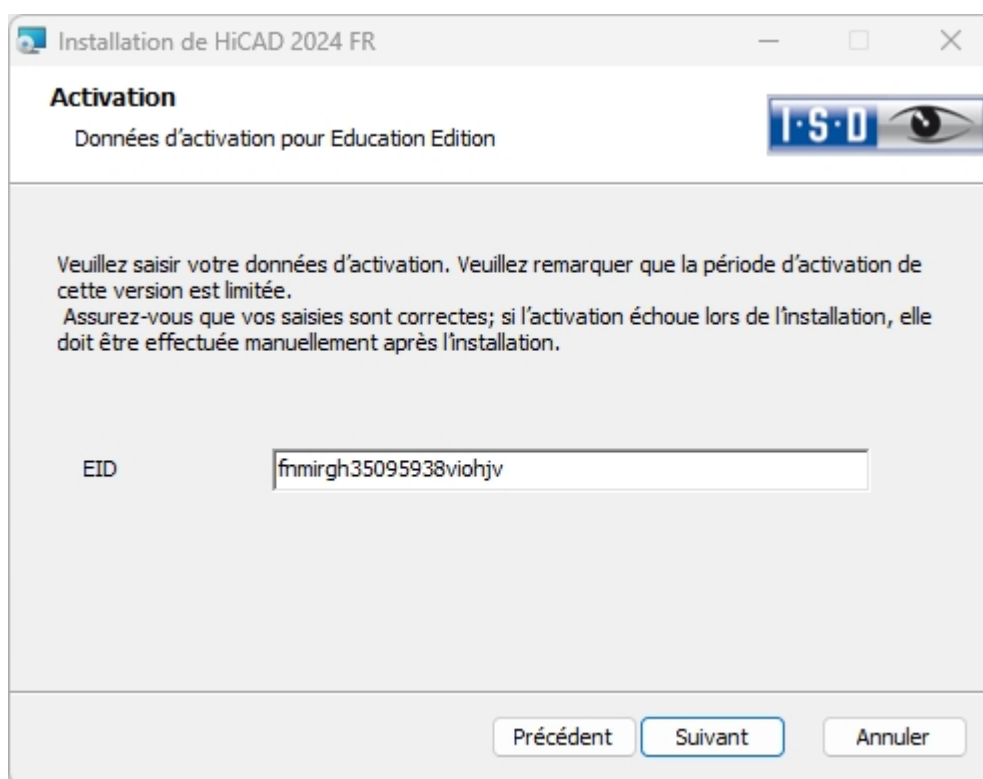 Installation de HiCAD 2024 FR
Activation
Données d'activation pour Education Edition
I·S·D
Veuillez saisir votre données d'activation. Veuillez remarquer que la période d'activation de
cette version est limitée.
Assurez-vous que vos saisies sont correctes; si l'activation échoue lors de l'installation, elle
doit être effectuée manuellement après l'installation.
EID
fnmirgh35095938viohjv
Précédent
Suivant
Annuler